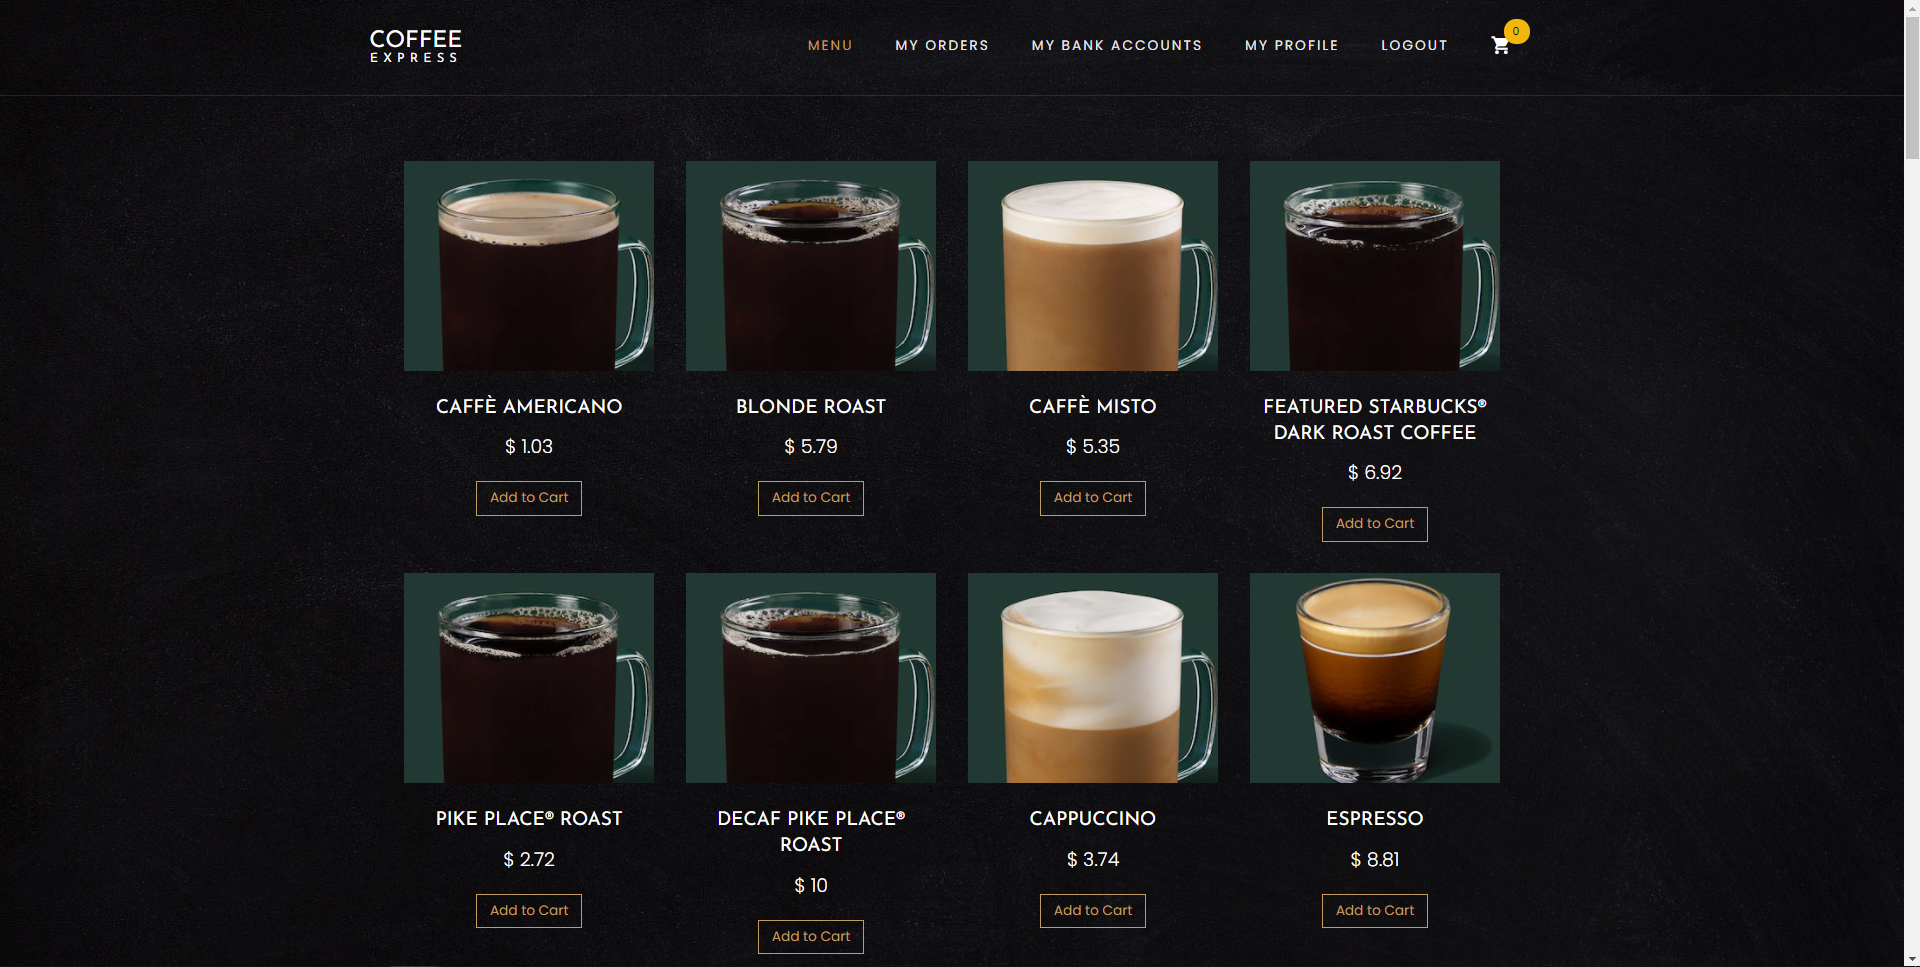 COFFEE
EXPRESS
MENU
MY ORDERS
MY BANK ACCOUNTS
MY PROFILE
LOGOUT
0
CAFFÈ AMERICANO
$ 1.03
Add to Cart
BLONDE ROAST
$ 5.79
Add to Cart
CAFFÈ MISTO
$ 5.35
Add to Cart
FEATURED STARBUCKS®
DARK ROAST COFFEE
$ 6.92
Add to Cart
PIKE PLACE® ROAST
$ 2.72
Add to Cart
DECAF PIKE PLACE®
ROAST
$ 10
Add to Cart
CAPPUCCINO
$ 3.74
Add to Cart
ESPRESSO
$ 8.81
Add to Cart